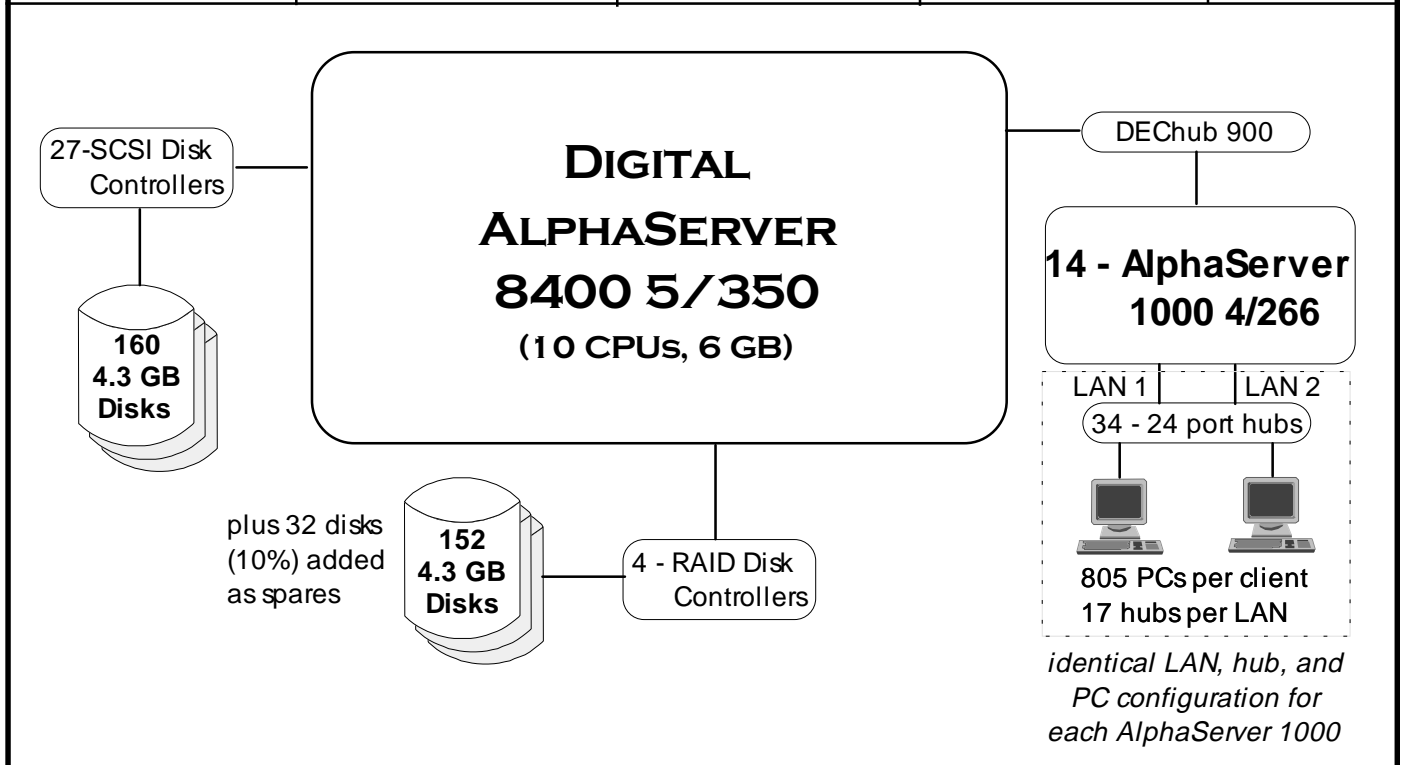 27-SCSI Disk
Controllers
160
4.3 GB
Disks
DIGITAL
ALPHASERVER
8400 5/350
(10 CPUS, 6 GB)
plus 32 disks
(10%) added
as spares
152
4.3 GB
Disks
4 - RAID Disk
Controllers
DEChub 900
14 - AlphaServer
1000 4/266
LAN 1 LAN 2
34 - 24 port hubs
805 PCs per client
17 hubs per LAN
identical LAN, hub, and
PC configuration for
each AlphaServer 1000